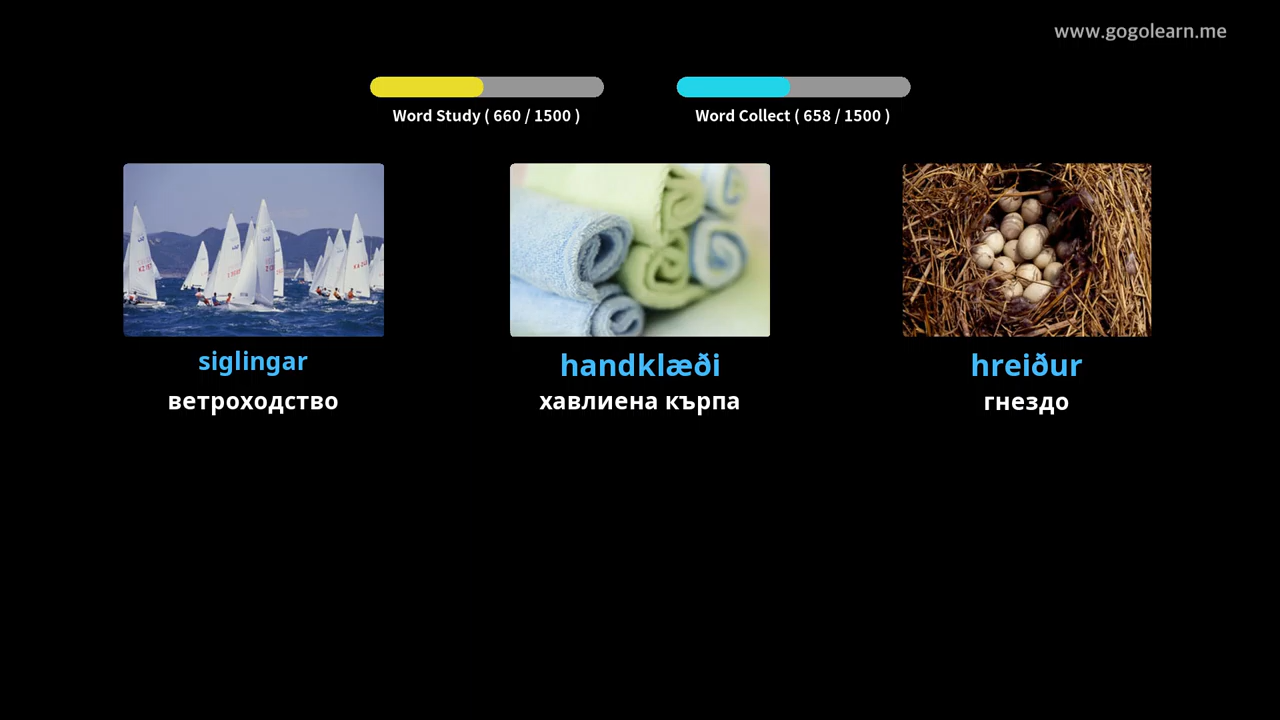 www.gogolearn.me
Word Study ( 660 / 1500 )
Word Collect ( 658 / 1500 )
siglingar
handklæði
hreiður
ветроходство
хавлиена кърпа
гнездо